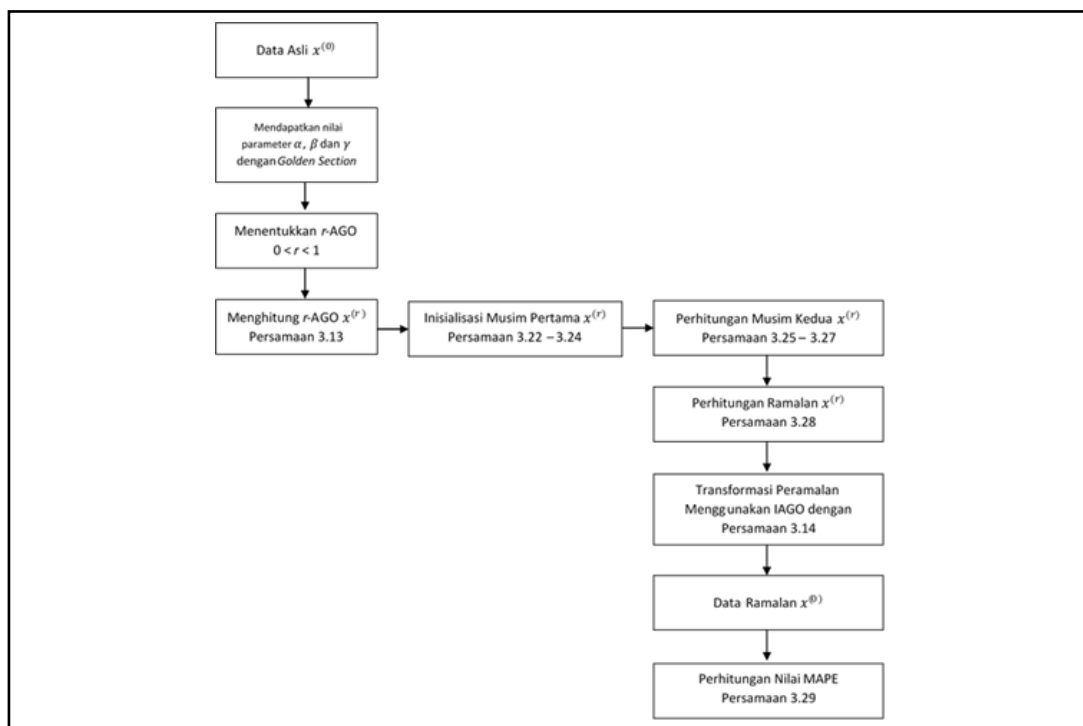 Data Asli x⁽⁰⁾
Mendapatkan nilai
parameter α, β dan γ
dengan Golden Section
Menentukkan r-AGO
0 < r < 1
Menghitung r-AGO x⁽ʳ⁾
Persamaan 3.13
Inisialisasi Musim Pertama x⁽ʳ⁾
Persamaan 3.22 – 3.24
Perhitungan Musim Kedua x⁽ʳ⁾
Persamaan 3.25 – 3.27
Perhitungan Ramalan x⁽ʳ⁾
Persamaan 3.28
Transformasi Peramalan
Menggunakan IAGO dengan
Persamaan 3.14
Data Ramalan x⁽⁰⁾
Perhitungan Nilai MAPE
Persamaan 3.29